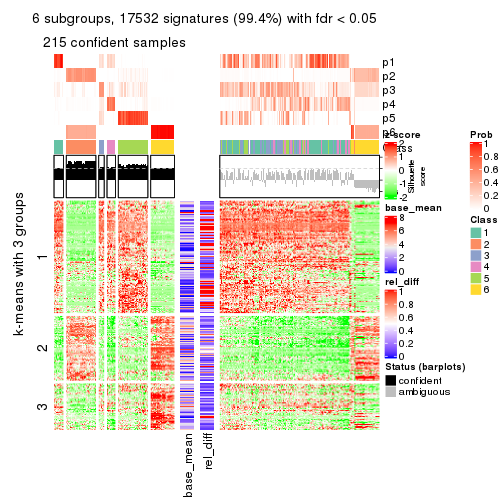 6 subgroups, 17532 signatures (99.4%) with fdr < 0.05
215 confident samples
p1
p2
p3
p4
p5
p6
Class
z-score
2
1
0
-1
-2
Silhouette score
base_mean
8
6
4
2
0
rel_diff
1
0.8
0.6
0.4
0.2
0
Prob
1
0.8
0.6
0.4
0.2
0
Class
1
2
3
4
5
6
Status (barplots)
confident
ambiguous
k-means with 3 groups
1
2
3
base_mean
rel_diff